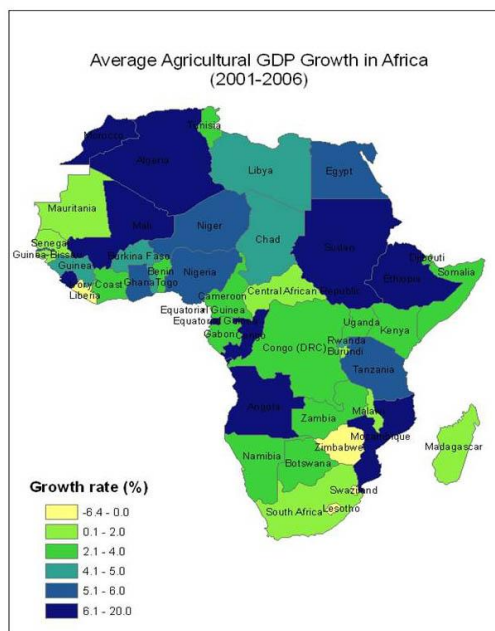 Average Agricultural GDP Growth in Africa
(2001-2006)
Tunisia
Morocco
Algeria
Libya
Egypt
Mauritania
Mali
Niger
Chad
Sudan
Senegal
Guinea-Bissau
Guinea
Burkina Faso
Djibouti
Nigeria
Ethiopia
Somalia
Ivory Coast
Ghana
Togo
Benin
Liberia
Cameroon
Central African Republic
Equatorial Guinea
Equatorial Guinea
Gabon
Congo
Uganda
Kenya
Congo (DRC)
Rwanda
Burundi
Tanzania
Angola
Malawi
Zambia
Mozambique
Zimbabwe
Madagascar
Namibia
Botswana
Swaziland
South Africa
Lesotho
Growth rate (%)
-6.4 - 0.0
0.1 - 2.0
2.1 - 4.0
4.1 - 5.0
5.1 - 6.0
6.1 - 20.0